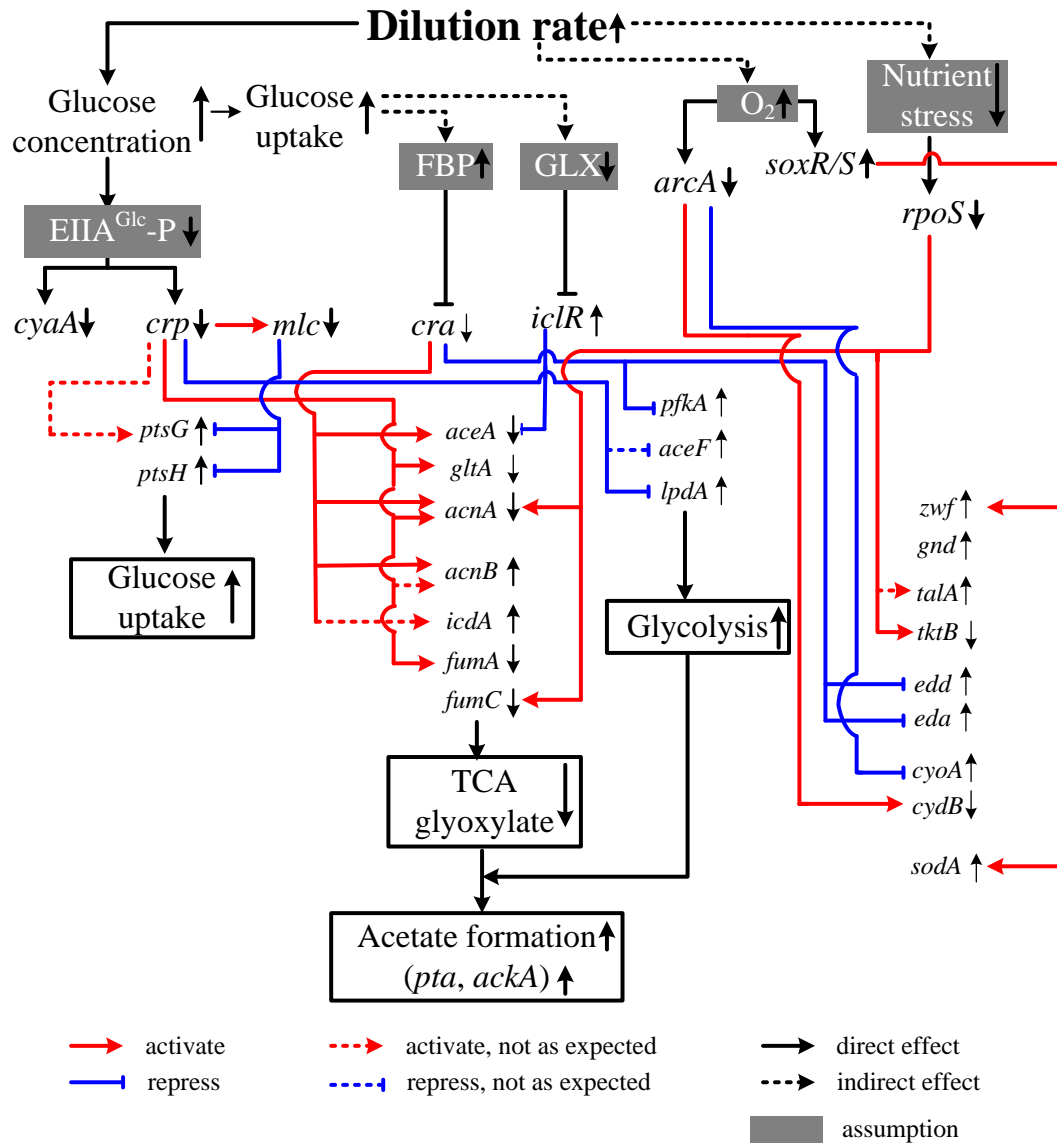 Dilution rate
Glucose
concentration
Glucose
uptake
O2
Nutrient
stress
FBP
GLX
arcA
soxR/S
rpoS
EIIA^Glc-P
cyaA
crp
mlc
cra
iclR
ptsG
ptsH
aceA
gltA
acnA
acnB
icdA
fumA
fumC
pfkA
aceF
lpdA
zwf
gnd
talA
tktB
edd
eda
cyoA
cydB
sodA
Glucose
uptake
Glycolysis
TCA
glyoxylate
Acetate formation
(pta, ackA)
activate
activate, not as expected
direct effect
repress
repress, not as expected
indirect effect
assumption